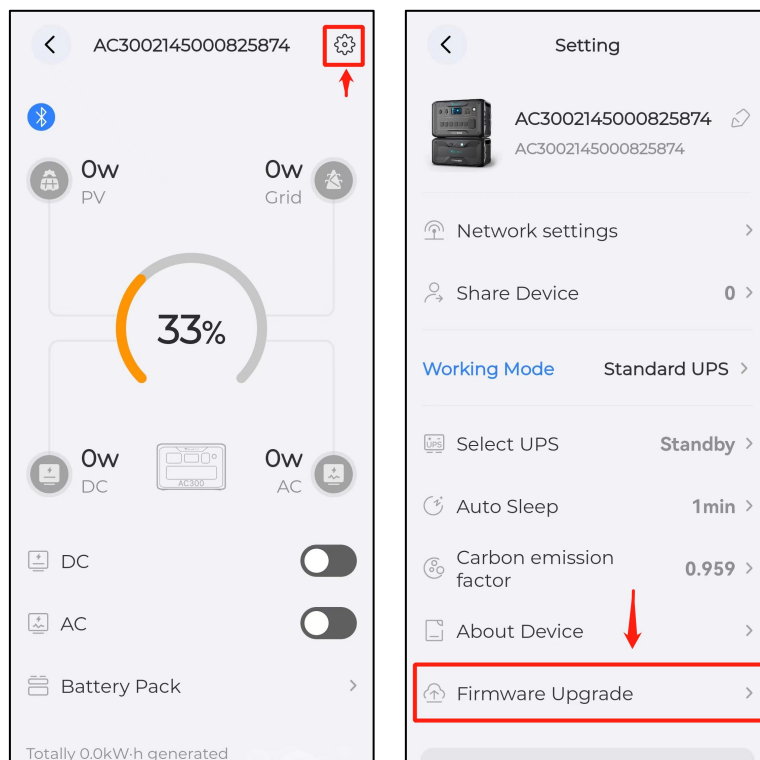 AC3002145000825874
0w
PV
0w
Grid
33%
0w
DC
AC300
0w
AC
DC
AC
Battery Pack
Totally 0.0kW·h generated
Setting
AC3002145000825874
AC3002145000825874
Network settings
Share Device 0
Working Mode Standard UPS
UPS
Select UPS Standby
Auto Sleep 1min
Carbon emission
factor 0.959
About Device
Firmware Upgrade